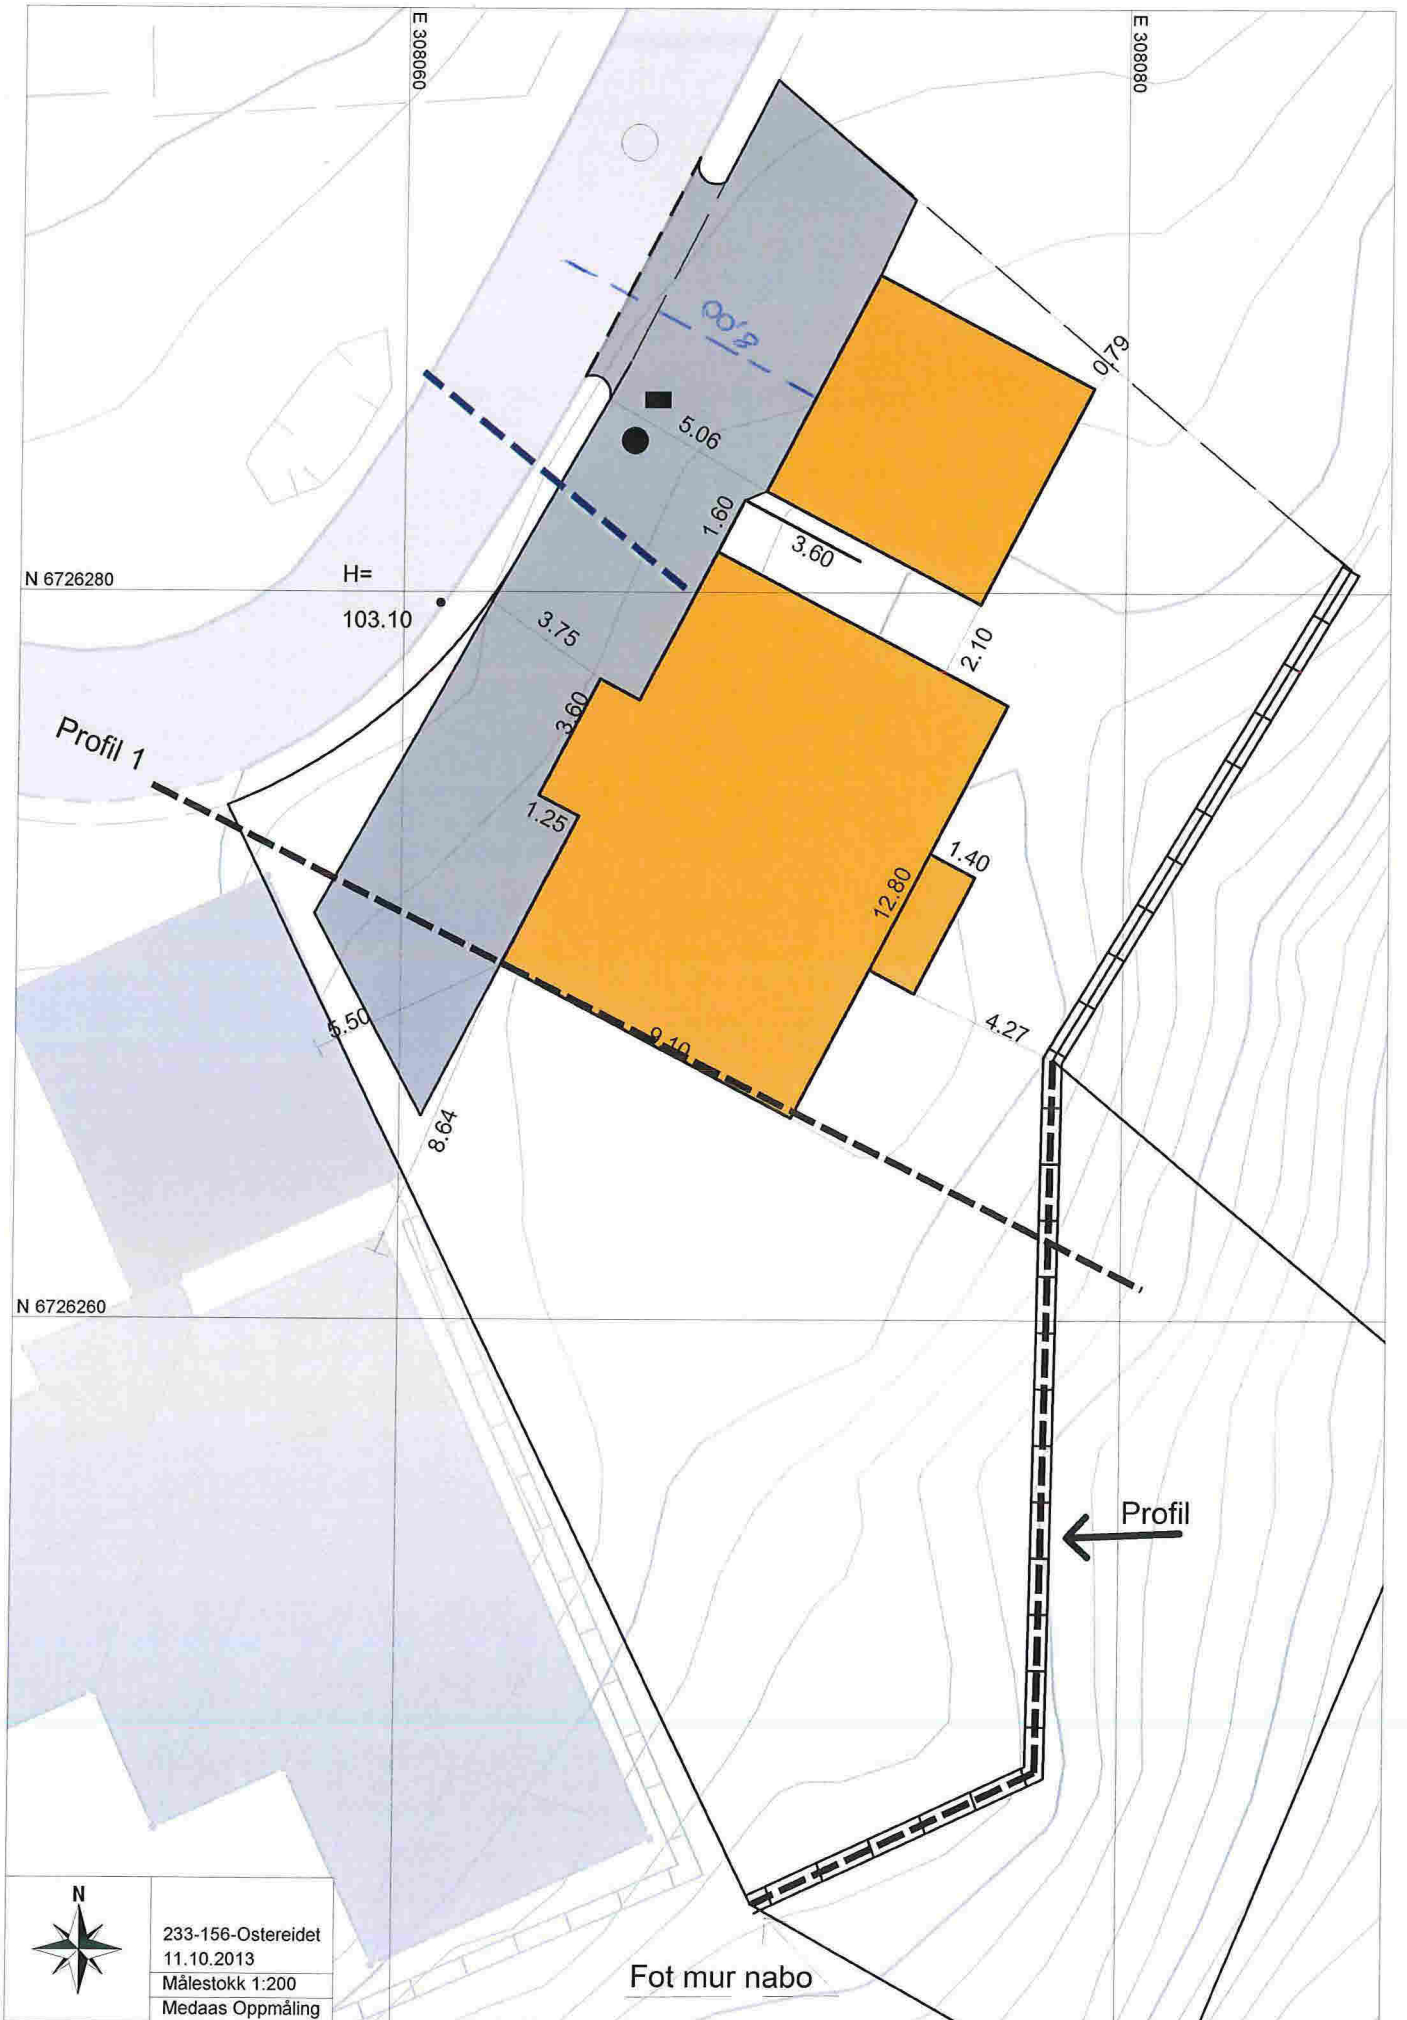 E 308060
E 308080
8,00
0.79
5.06
1.60
3.60
N 6726280
H=
103.10
3.75
2.10
3.60
Profil 1
1.25
1.40
12.80
5.50
9.10
4.27
8.64
N 6726260
Profil
N
233-156-Ostereidet
11.10.2013
Målestokk 1:200
Medaas Oppmåling
Fot mur nabo